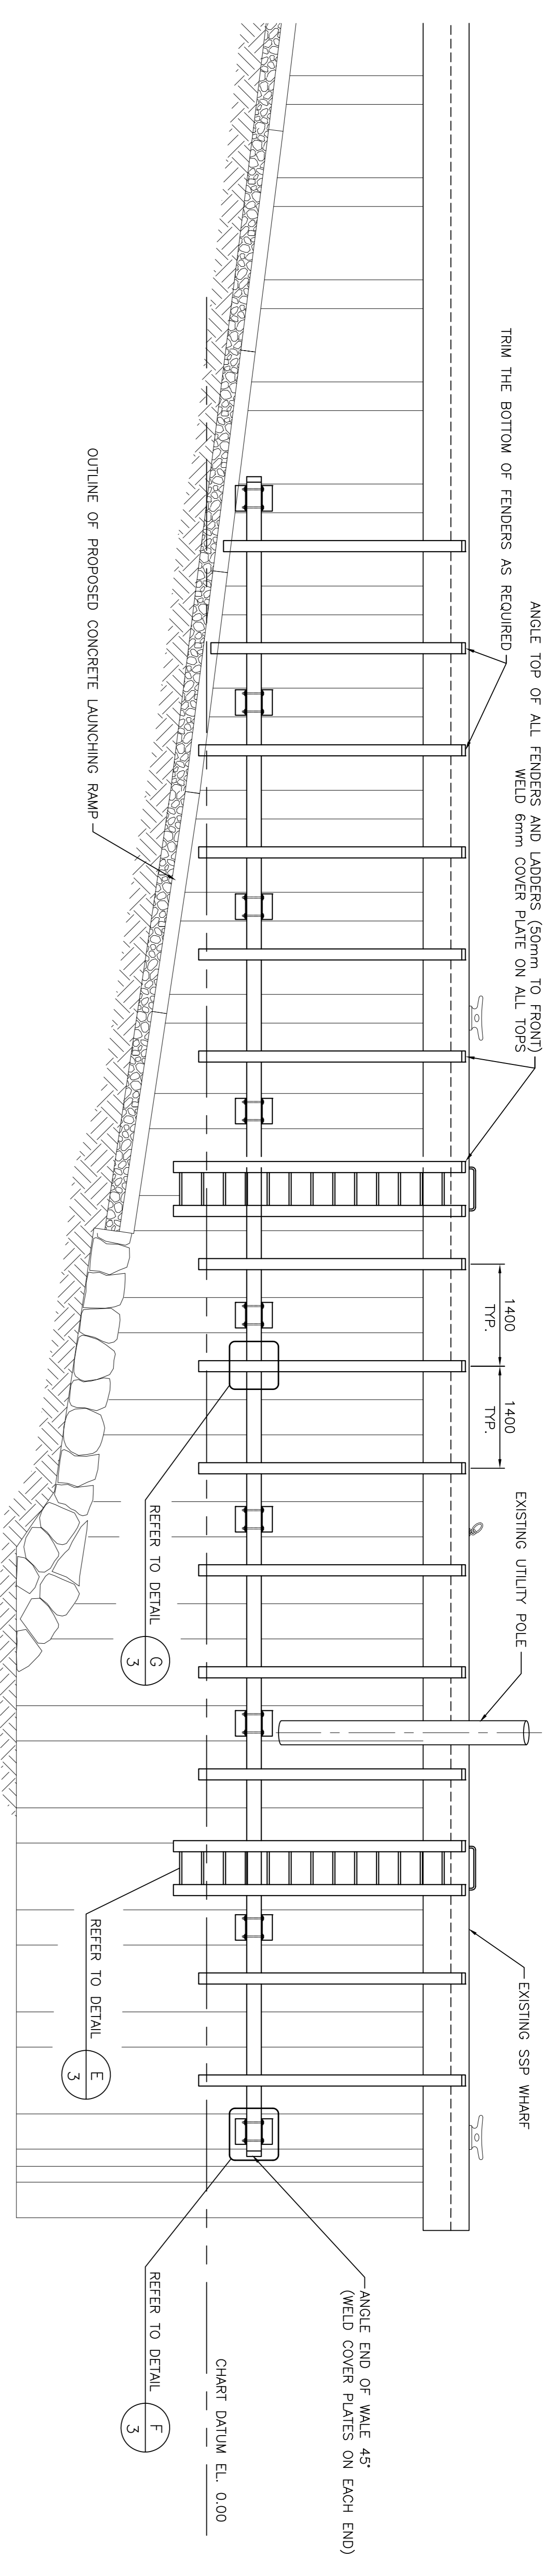 TRIM THE BOTTOM OF FENDERS AS REQUIRED
ANGLE TOP OF ALL FENDERS AND LADDERS (50mm TO FRONT)
WELD 6mm COVER PLATE ON ALL TOPS
1400
TYP.
1400
TYP.
EXISTING UTILITY POLE
EXISTING SSP WHARF
OUTLINE OF PROPOSED CONCRETE LAUNCHING RAMP
REFER TO DETAIL
G
3
REFER TO DETAIL
E
3
REFER TO DETAIL
F
3
ANGLE END OF WALE 45°
(WELD COVER PLATES ON EACH END)
CHART DATUM EL. 0.00